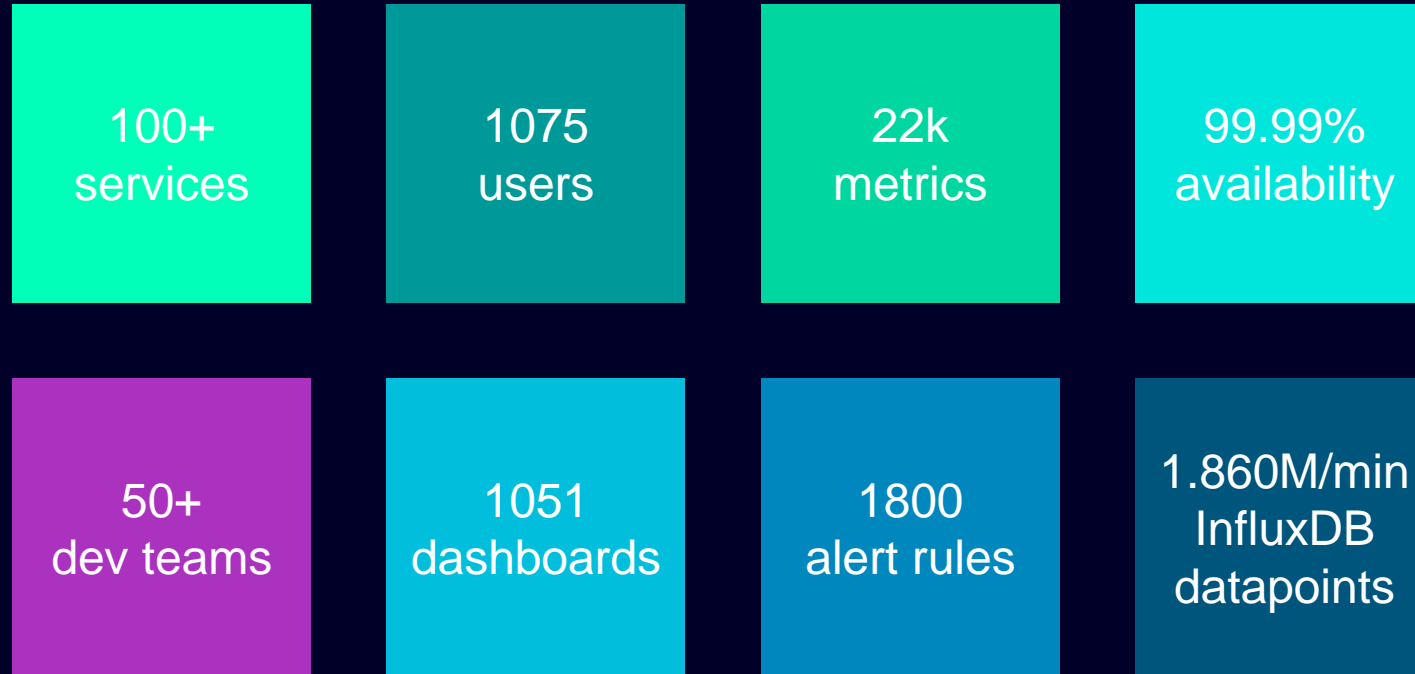 100+
services
1075
users
22k
metrics
99.99%
availability
50+
dev teams
1051
dashboards
1800
alert rules
1.860M/min
InfluxDB
datapoints